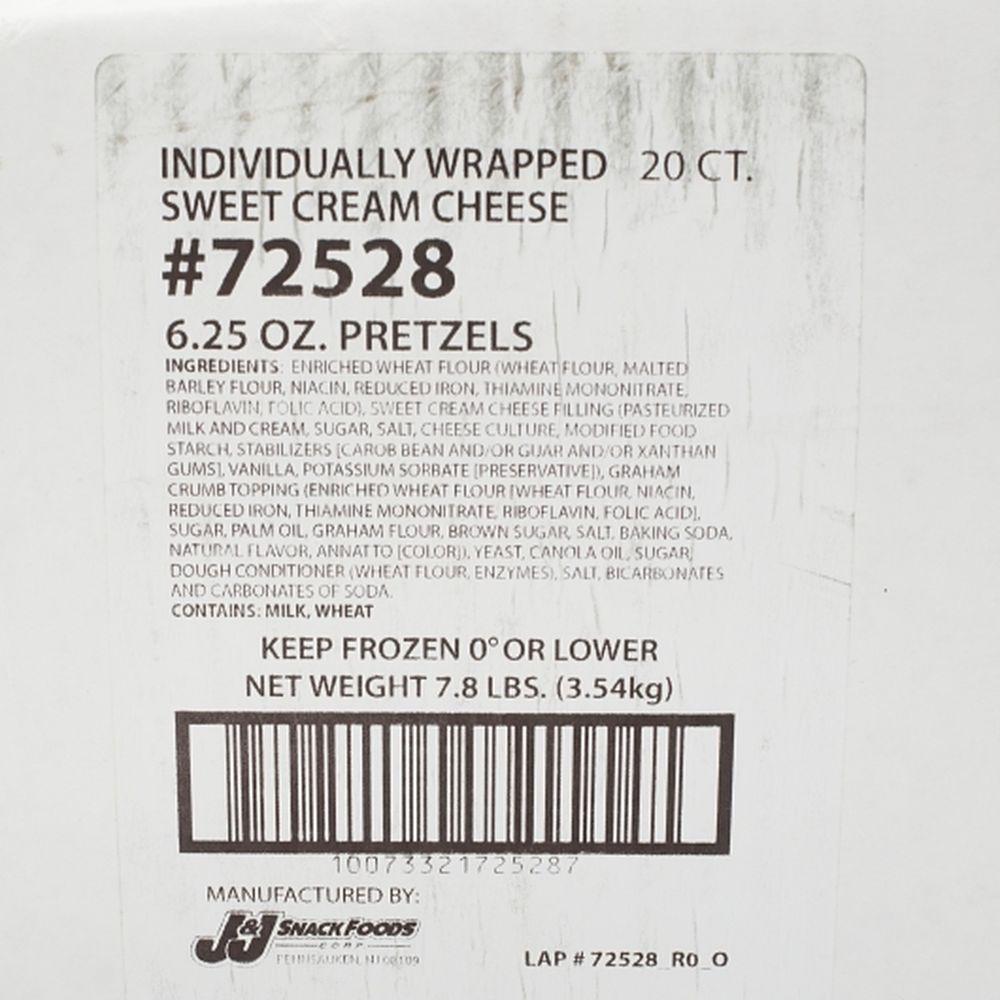 INDIVIDUALLY WRAPPED 20 CT.
SWEET CREAM CHEESE
#72528
6.25 OZ. PRETZELS
INGREDIENTS: ENRICHED WHEAT FLOUR (WHEAT FLOUR, MALTED
BARLEY FLOUR, NIACIN, REDUCED IRON, THIAMINE MONONITRATE,
RIBOFLAVIN, FOLIC ACID), SWEET CREAM CHEESE FILLING (PASTEURIZED
MILK AND CREAM, SUGAR, SALT, CHEESE CULTURE, MODIFIED FOOD
STARCH, STABILIZERS [CAROB BEAN AND/OR GUAR AND/OR XANTHAN
GUMS], VANILLA, POTASSIUM SORBATE [PRESERVATIVE]), GRAHAM
CRUMB TOPPING (ENRICHED WHEAT FLOUR [WHEAT FLOUR, NIACIN,
REDUCED IRON, THIAMINE MONONITRATE, RIBOFLAVIN, FOLIC ACID],
SUGAR, PALM OIL, GRAHAM FLOUR, BROWN SUGAR, SALT, BAKING SODA,
NATURAL FLAVOR, ANNATTO [COLOR]), YEAST, CANOLA OIL, SUGAR,
DOUGH CONDITIONER (WHEAT FLOUR, ENZYMES), SALT, BICARBONATES
AND CARBONATES OF SODA.
CONTAINS: MILK, WHEAT
KEEP FROZEN 0° OR LOWER
NET WEIGHT 7.8 LBS. (3.54kg)
10073321725287
MANUFACTURED BY:
J&J SNACK FOODS
CORP.
PENNSAUKEN, NJ 08109
LAP # 72528_R0_O